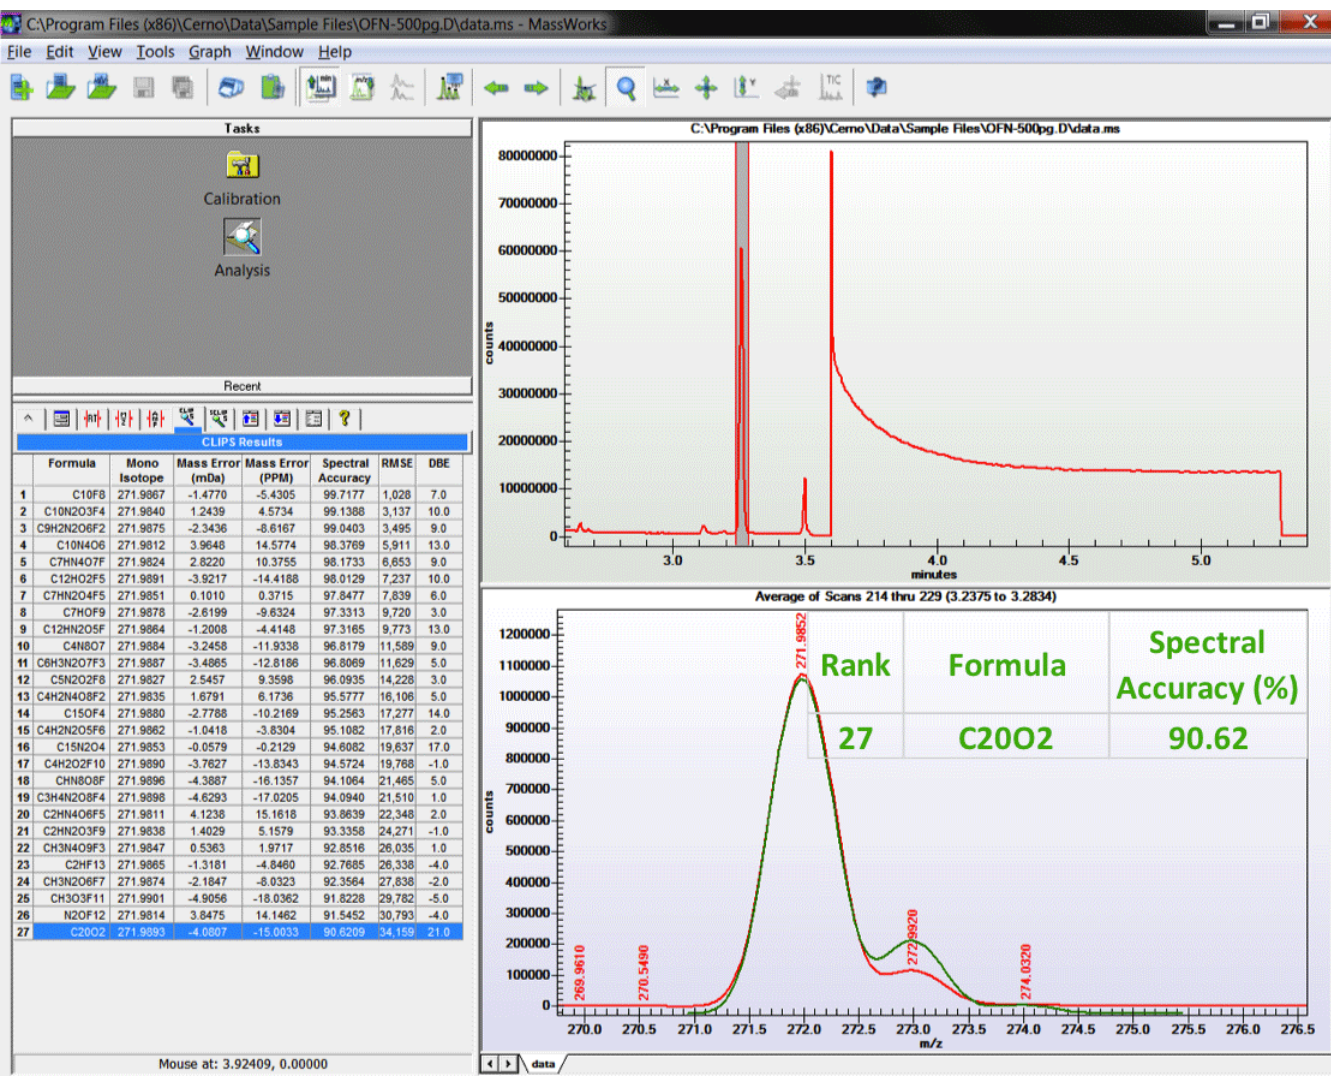 C:\Program Files (x86)\Cerno\Data\Sample Files\OFN-500pg.D\data.ms - MassWorks
File Edit View Tools Graph Window Help
Tasks
Calibration
Analysis
Recent
CLIPS Results
Formula Mono Isotope Mass Error (mDa) Mass Error (PPM) Spectral Accuracy RMSE DBE
1 C10F8 271.9867 -1.4770 -5.4305 99.7177 1,028 7.0
2 C10N2O3F4 271.9840 1.2439 4.5734 99.1388 3,137 10.0
3 C9H2N2O6F2 271.9875 -2.3436 -8.6167 99.0403 3,495 9.0
4 C10N4O6 271.9812 3.9648 14.5774 98.3769 5,911 13.0
5 C7HN4O7F 271.9824 2.8220 10.3755 98.1733 6,653 9.0
6 C12HO2F5 271.9891 -3.9217 -14.4188 98.0129 7,237 10.0
7 C7HN2O4F5 271.9851 0.1010 0.3715 97.8477 7,839 6.0
8 C7HOF9 271.9878 -2.6199 -9.6324 97.3313 9,720 3.0
9 C12HN2O5F 271.9864 -1.2008 -4.4148 97.3165 9,773 13.0
10 C4N8O7 271.9884 -3.2458 -11.9338 96.8179 11,589 9.0
11 C6H3N2O7F3 271.9887 -3.4865 -12.8186 96.8069 11,629 5.0
12 C5N2O2F8 271.9827 2.5457 9.3598 96.0935 14,228 3.0
13 C4H2N4O8F2 271.9835 1.6791 6.1736 95.5777 16,106 5.0
14 C15OF4 271.9880 -2.7788 -10.2169 95.2563 17,277 14.0
15 C4H2N2O5F6 271.9862 -1.0418 -3.8304 95.1082 17,816 2.0
16 C15N2O4 271.9853 -0.0579 -0.2129 94.6082 19,637 17.0
17 C4H2O2F10 271.9890 -3.7627 -13.8343 94.5724 19,768 -1.0
18 CHN8O8F 271.9896 -4.3887 -16.1357 94.1064 21,465 5.0
19 C3H4N2O8F4 271.9898 -4.6293 -17.0205 94.0940 21,510 1.0
20 C2HN4O6F5 271.9811 4.1238 15.1618 93.8639 22,348 2.0
21 C2HN2O3F9 271.9838 1.4029 5.1579 93.3358 24,271 -1.0
22 CH3N4O9F3 271.9847 0.5363 1.9717 92.8516 26,035 1.0
23 C2HF13 271.9865 -1.3181 -4.8460 92.7685 26,338 -4.0
24 CH3N2O6F7 271.9874 -2.1847 -8.0323 92.3564 27,838 -2.0
25 CH3O3F11 271.9901 -4.9056 -18.0362 91.8228 29,782 -5.0
26 N2OF12 271.9814 3.8475 14.1462 91.5452 30,793 -4.0
27 C20O2 271.9893 -4.0807 -15.0033 90.6209 34,159 21.0
Mouse at: 3.92409, 0.00000
C:\Program Files (x86)\Cerno\Data\Sample Files\OFN-500pg.D\data.ms
80000000
70000000
60000000
50000000
40000000
30000000
20000000
10000000
0
counts
3.0 3.5 4.0 4.5 5.0
minutes
Average of Scans 214 thru 229 (3.2375 to 3.2834)
1200000
1100000
1000000
900000
800000
700000
600000
500000
400000
300000
200000
100000
0
counts
271.9852
269.9610
270.5490
272.9920
274.0320
Rank Formula Spectral Accuracy (%)
27 C20O2 90.62
270.0 270.5 271.0 271.5 272.0 272.5 273.0 273.5 274.0 274.5 275.0 275.5 276.0 276.5
m/z
data